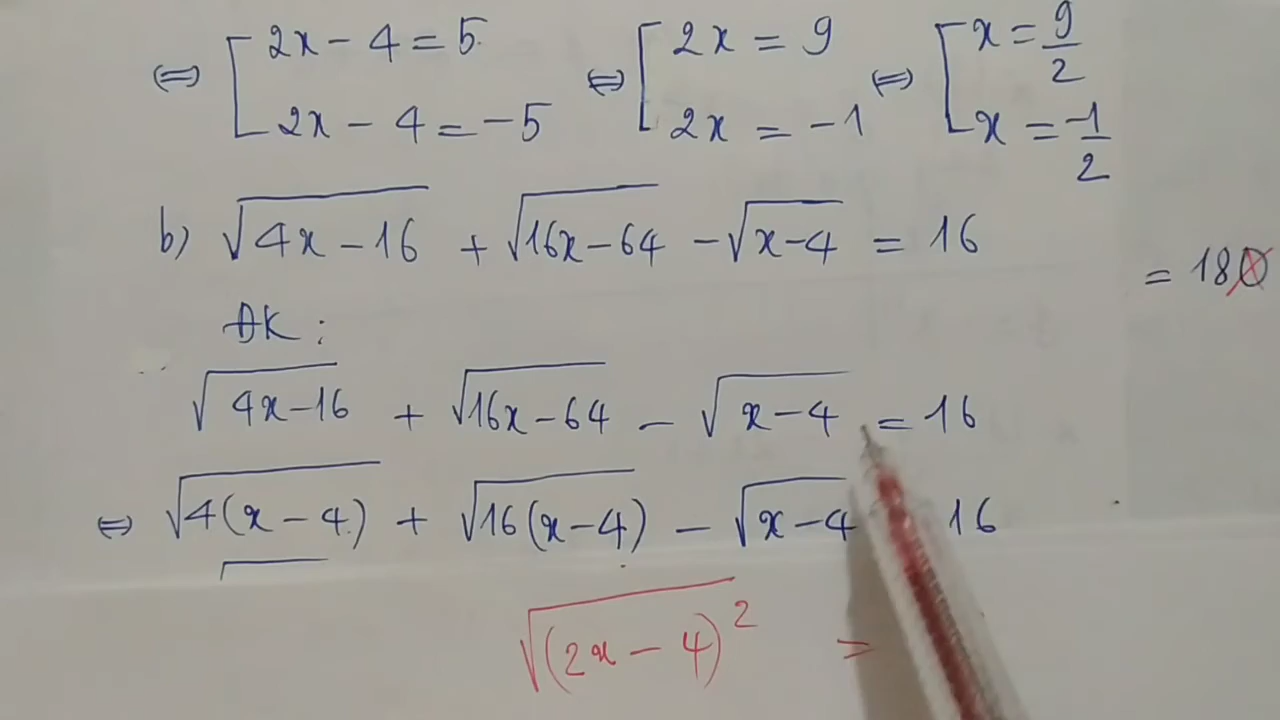 ⇔ [ 2x - 4 = 5 ⇔ [ 2x = 9 ⇔ [ x = 9/2
2x - 4 = -5 2x = -1 x = -1/2
b) √(4x - 16) + √(16x - 64) - √(x - 4) = 16
= 180
ĐK :
√(4x - 16) + √(16x - 64) - √(x - 4) = 16
⇔ √(4(x - 4)) + √(16(x - 4)) - √(x - 4) 16
√((2x - 4)²) =